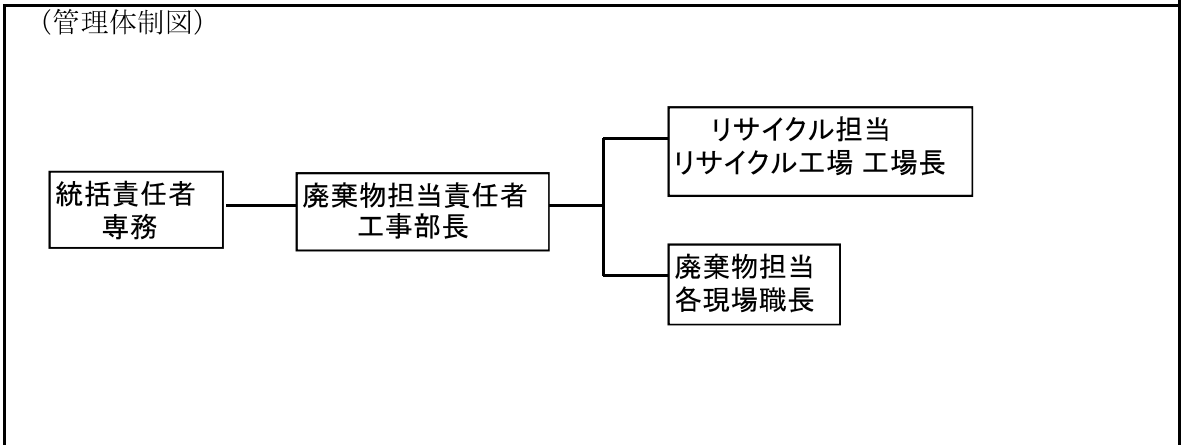 （管理体制図）
統括責任者
専務
廃棄物担当責任者
工事部長
リサイクル担当
リサイクル工場 工場長
廃棄物担当
各現場職長